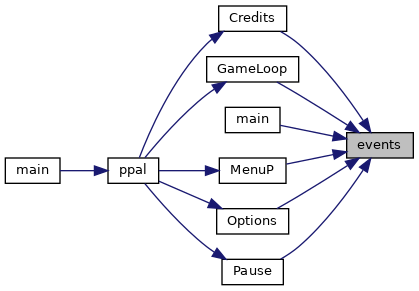 Credits
GameLoop
main
events
main
ppal
MenuP
Options
Pause